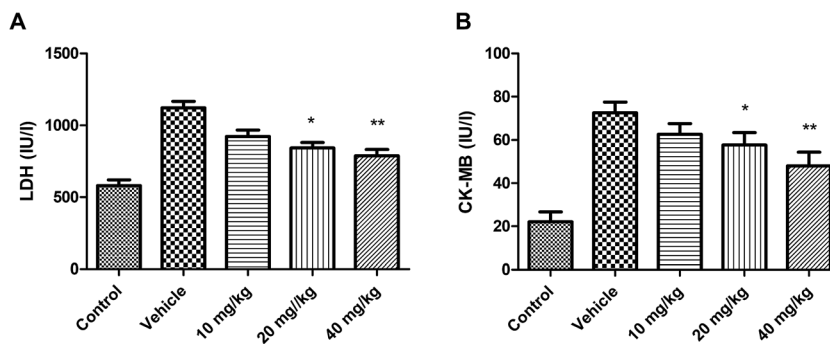 A
LDH (IU/l)
1500
1000
500
0
*
**
Control
Vehicle
10 mg/kg
20 mg//kg
40 mg/kg
B
CK-MB (IU/l)
100
80
60
40
20
0
*
**
Control
Vehicle
10 mg/kg
20 mg/kg
40 mg/kg